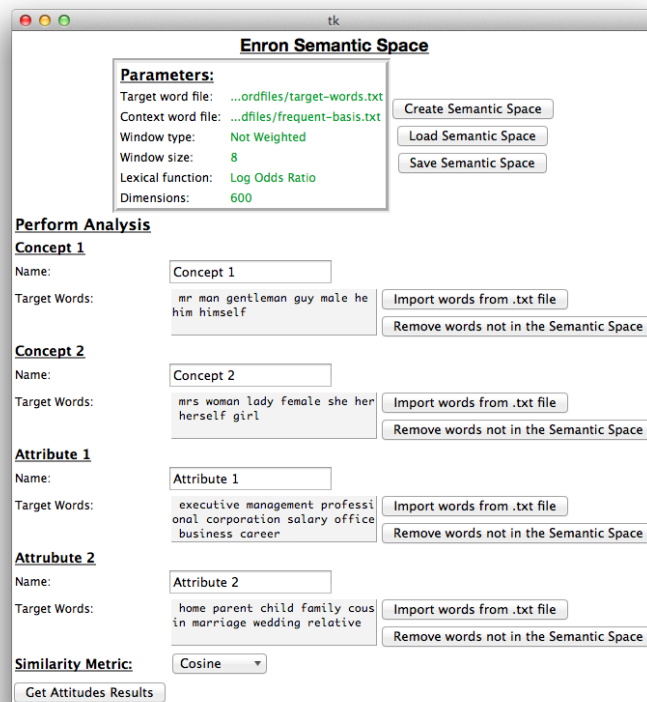 tk
Enron Semantic Space
Parameters:
Target word file: ...ordfiles/target-words.txt
Context word file: ...dfiles/frequent-basis.txt
Window type: Not Weighted
Window size: 8
Lexical function: Log Odds Ratio
Dimensions: 600
Create Semantic Space
Load Semantic Space
Save Semantic Space
Perform Analysis
Concept 1
Name: Concept 1
Target Words: mr man gentleman guy male he
him himself
Import words from .txt file
Remove words not in the Semantic Space
Concept 2
Name: Concept 2
Target Words: mrs woman lady female she her
herself girl
Import words from .txt file
Remove words not in the Semantic Space
Attribute 1
Name: Attribute 1
Target Words: executive management professi
onal corporation salary office
business career
Import words from .txt file
Remove words not in the Semantic Space
Attrubute 2
Name: Attribute 2
Target Words: home parent child family cous
in marriage wedding relative
Import words from .txt file
Remove words not in the Semantic Space
Similarity Metric: Cosine
Get Attitudes Results